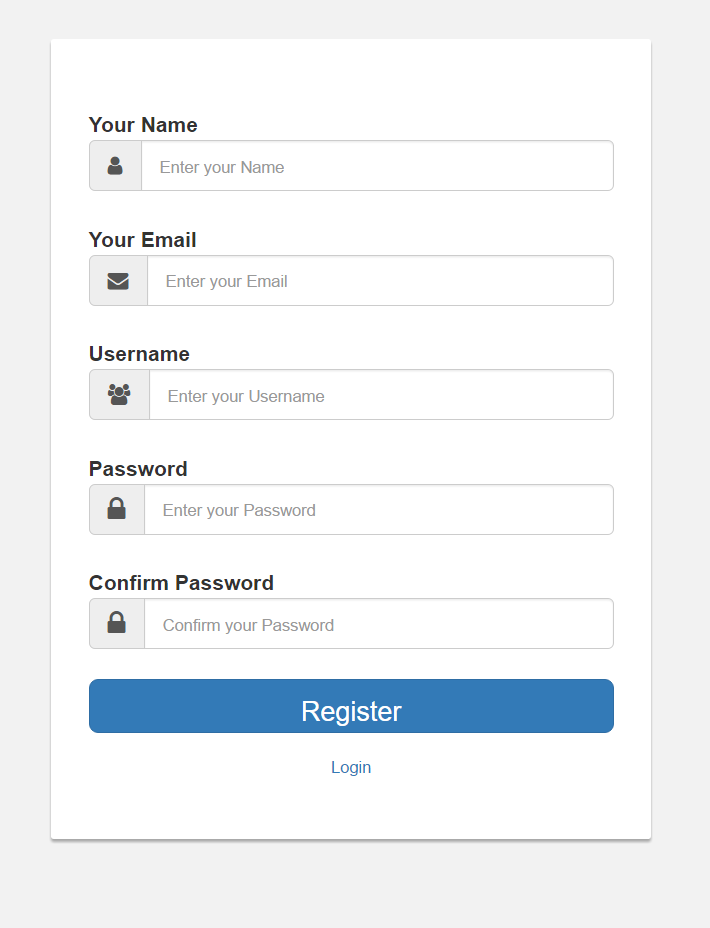 Your Name
Enter your Name
Your Email
Enter your Email
Username
Enter your Username
Password
Enter your Password
Confirm Password
Confirm your Password
Register
Login